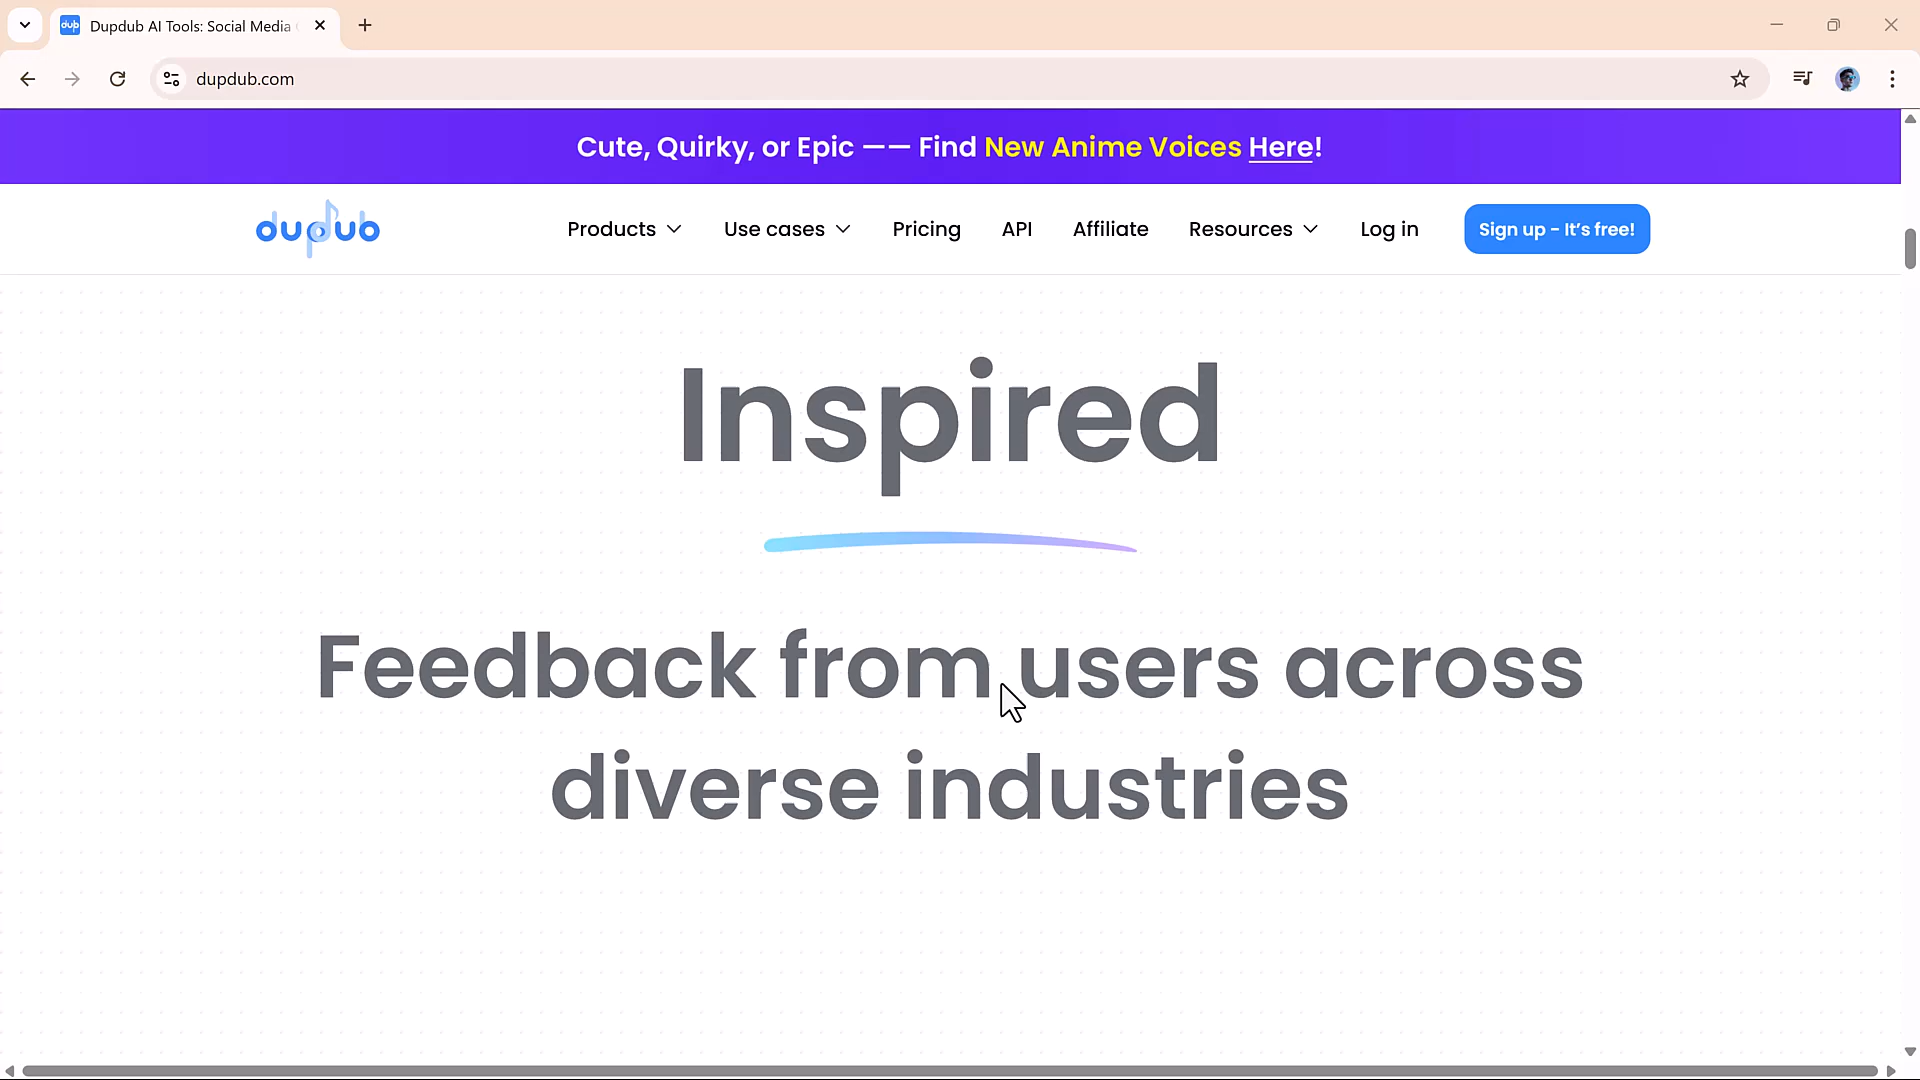 dub Dupdub AI Tools: Social Media
dupdub.com
Cute, Quirky, or Epic —— Find New Anime Voices Here!
dupdub
Products
Use cases
Pricing
API
Affiliate
Resources
Log in
Sign up - It's free!
Inspired
Feedback from users across
diverse industries